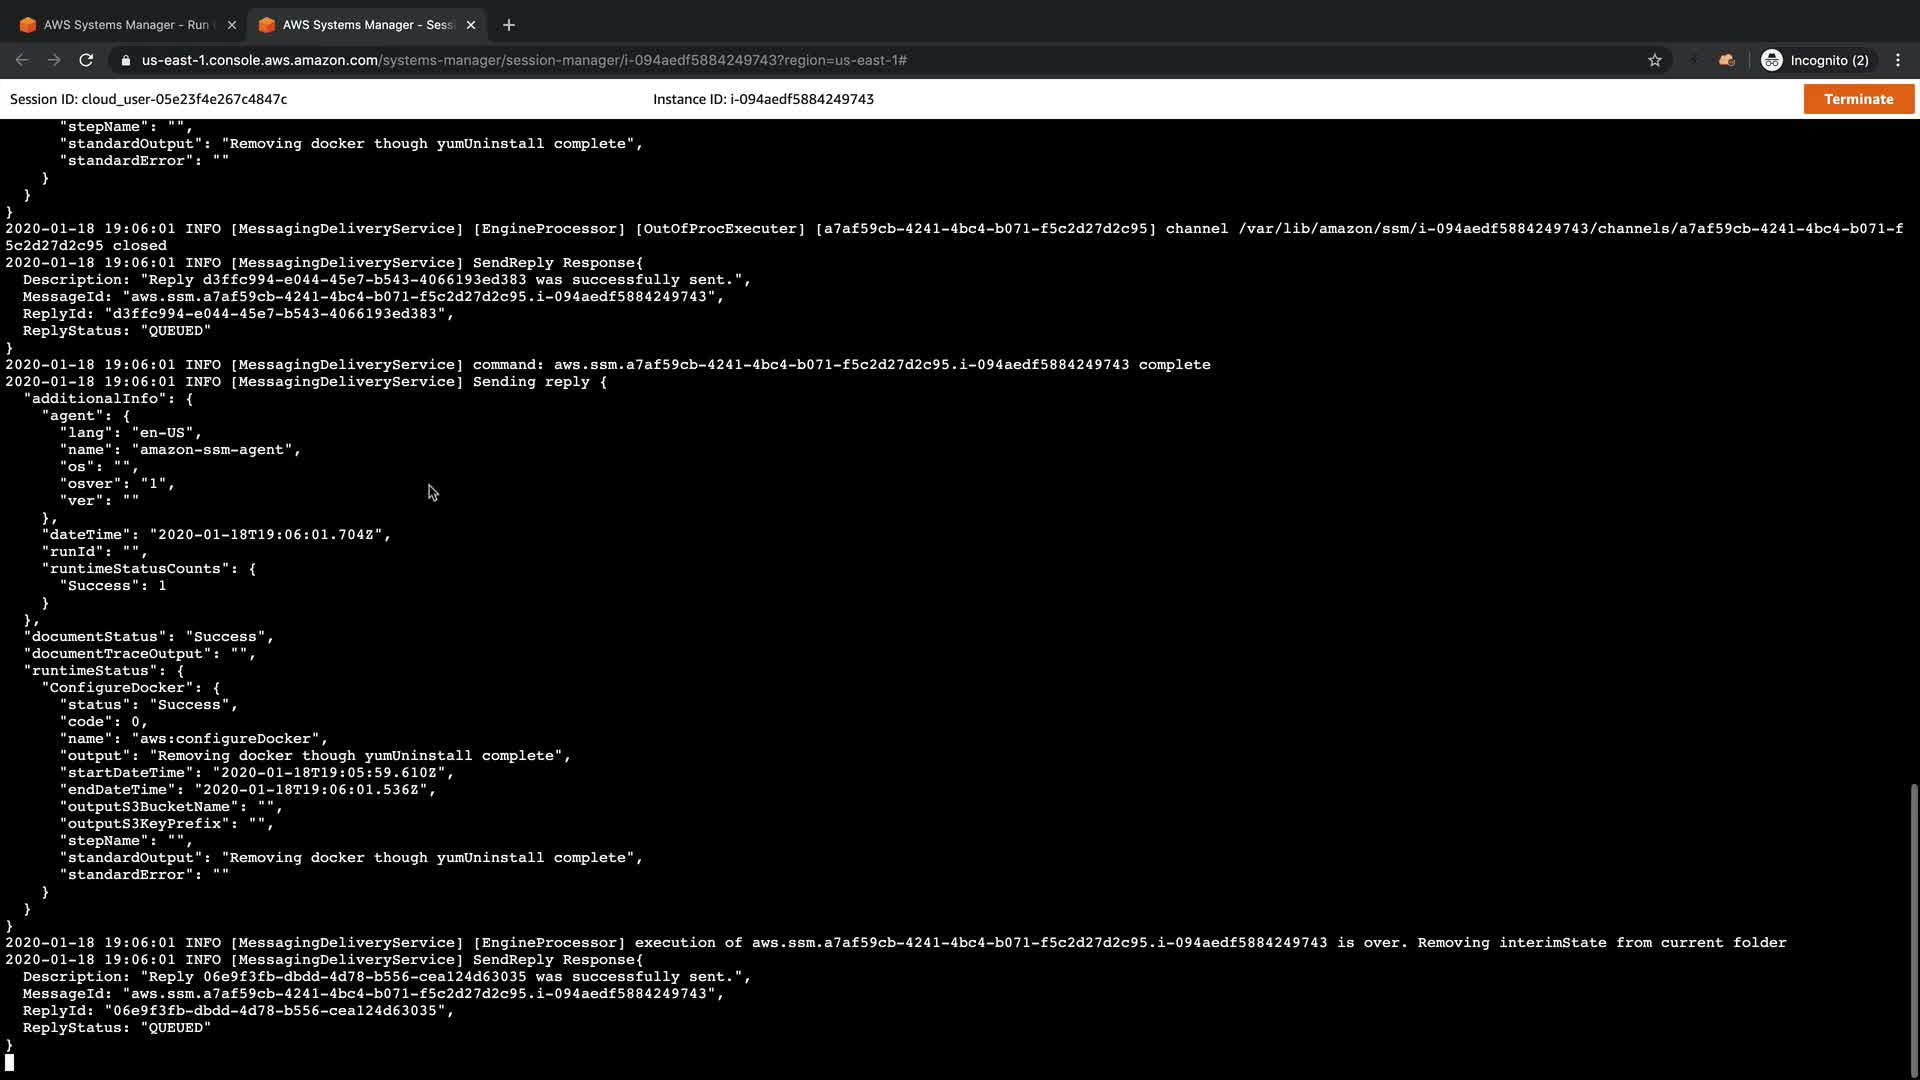 AWS Systems Manager - Run
AWS Systems Manager - Sess
us-east-1.console.aws.amazon.com/systems-manager/session-manager/i-094aedf5884249743?region=us-east-1#
Incognito (2)
Session ID: cloud_user-05e23f4e267c4847c
Instance ID: i-094aedf5884249743
Terminate
"stepName": "",
"standardOutput": "Removing docker though yumUninstall complete",
"standardError": ""
}
}
}
2020-01-18 19:06:01 INFO [MessagingDeliveryService] [EngineProcessor] [OutOfProcExecuter] [a7af59cb-4241-4bc4-b071-f5c2d27d2c95] channel /var/lib/amazon/ssm/i-094aedf5884249743/channels/a7af59cb-4241-4bc4-b071-f
5c2d27d2c95 closed
2020-01-18 19:06:01 INFO [MessagingDeliveryService] SendReply Response{
Description: "Reply d3ffc994-e044-45e7-b543-4066193ed383 was successfully sent.",
MessageId: "aws.ssm.a7af59cb-4241-4bc4-b071-f5c2d27d2c95.i-094aedf5884249743",
ReplyId: "d3ffc994-e044-45e7-b543-4066193ed383",
ReplyStatus: "QUEUED"
}
2020-01-18 19:06:01 INFO [MessagingDeliveryService] command: aws.ssm.a7af59cb-4241-4bc4-b071-f5c2d27d2c95.i-094aedf5884249743 complete
2020-01-18 19:06:01 INFO [MessagingDeliveryService] Sending reply {
"additionalInfo": {
"agent": {
"lang": "en-US",
"name": "amazon-ssm-agent",
"os": "",
"osver": "1",
"ver": ""
},
"dateTime": "2020-01-18T19:06:01.704Z",
"runId": "",
"runtimeStatusCounts": {
"Success": 1
}
},
"documentStatus": "Success",
"documentTraceOutput": "",
"runtimeStatus": {
"ConfigureDocker": {
"status": "Success",
"code": 0,
"name": "aws:configureDocker",
"output": "Removing docker though yumUninstall complete",
"startDateTime": "2020-01-18T19:05:59.610Z",
"endDateTime": "2020-01-18T19:06:01.536Z",
"outputS3BucketName": "",
"outputS3KeyPrefix": "",
"stepName": "",
"standardOutput": "Removing docker though yumUninstall complete",
"standardError": ""
}
}
}
2020-01-18 19:06:01 INFO [MessagingDeliveryService] [EngineProcessor] execution of aws.ssm.a7af59cb-4241-4bc4-b071-f5c2d27d2c95.i-094aedf5884249743 is over. Removing interimState from current folder
2020-01-18 19:06:01 INFO [MessagingDeliveryService] SendReply Response{
Description: "Reply 06e9f3fb-dbdd-4d78-b556-cea124d63035 was successfully sent.",
MessageId: "aws.ssm.a7af59cb-4241-4bc4-b071-f5c2d27d2c95.i-094aedf5884249743",
ReplyId: "06e9f3fb-dbdd-4d78-b556-cea124d63035",
ReplyStatus: "QUEUED"
}